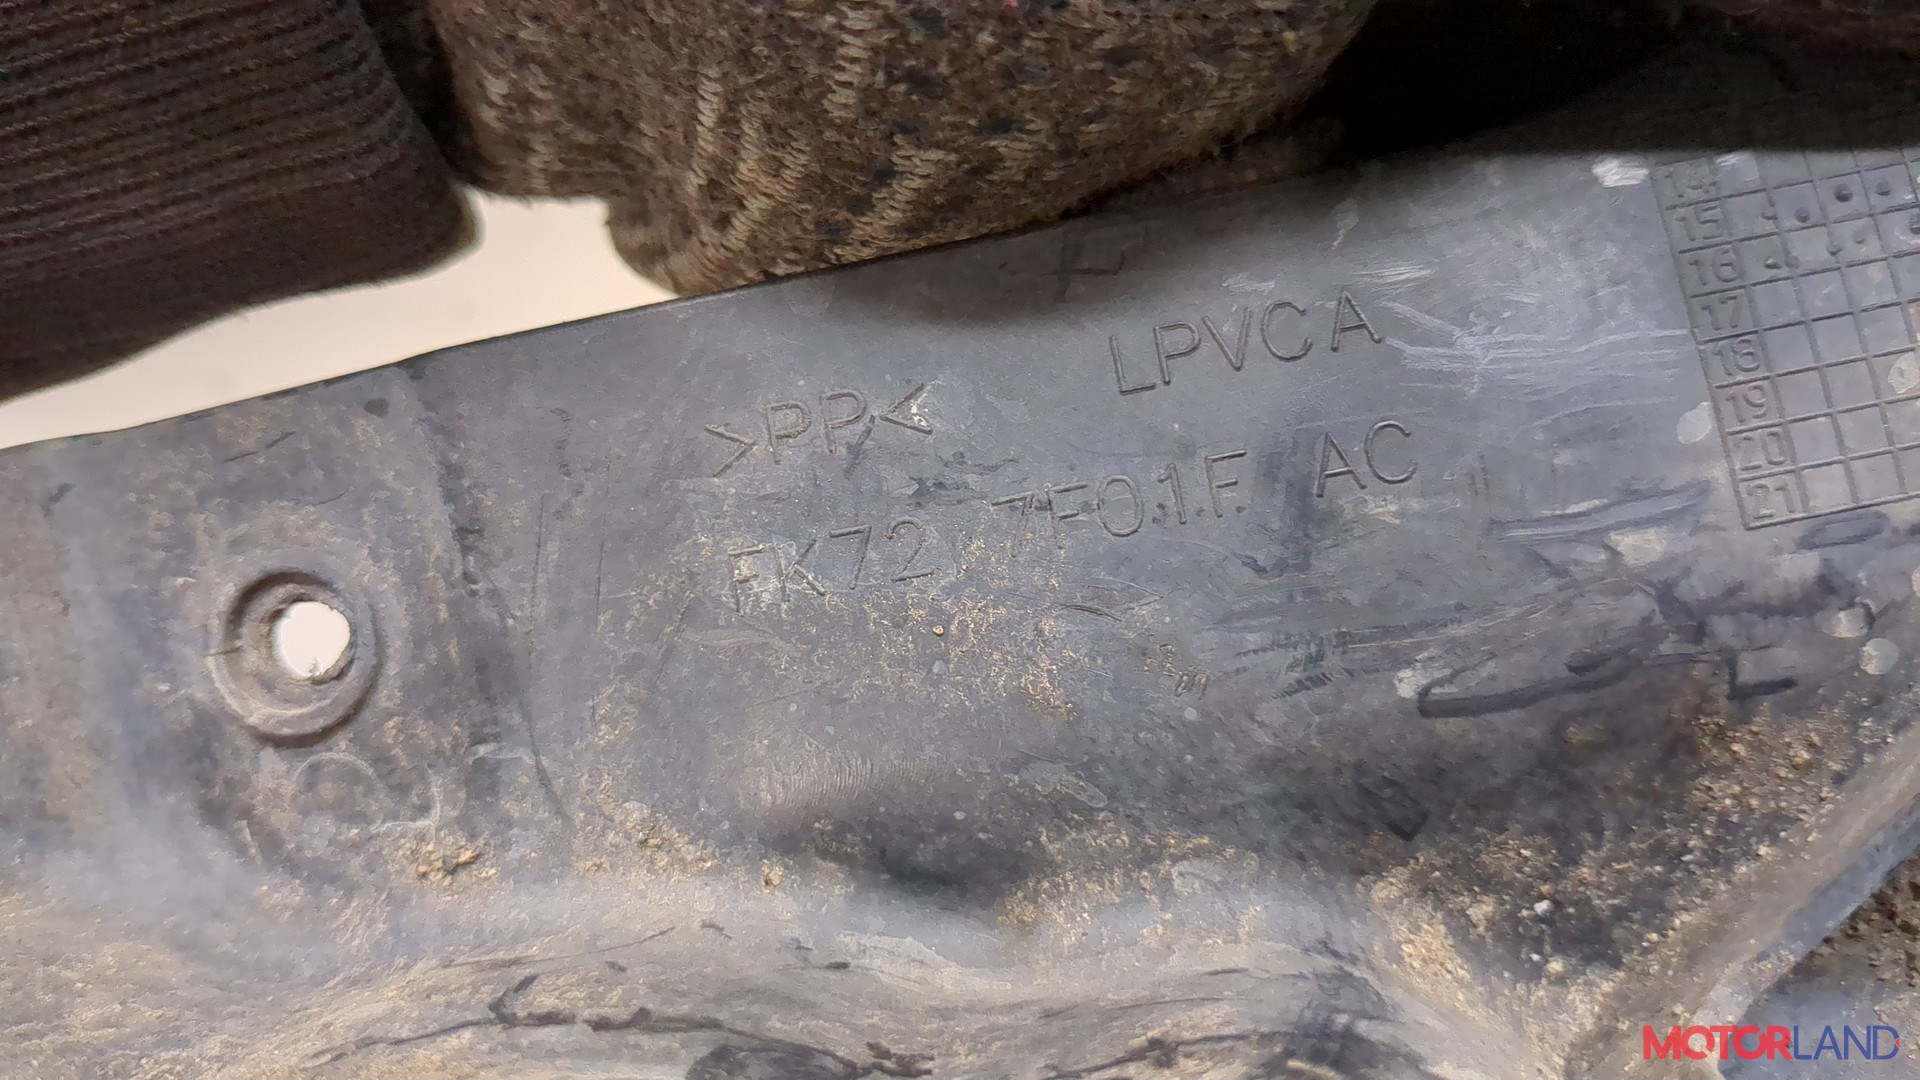 LPVCA
>PP<
FK72 7F01F AC
14
15
16
17
18
19
20
21
MOTORLAND